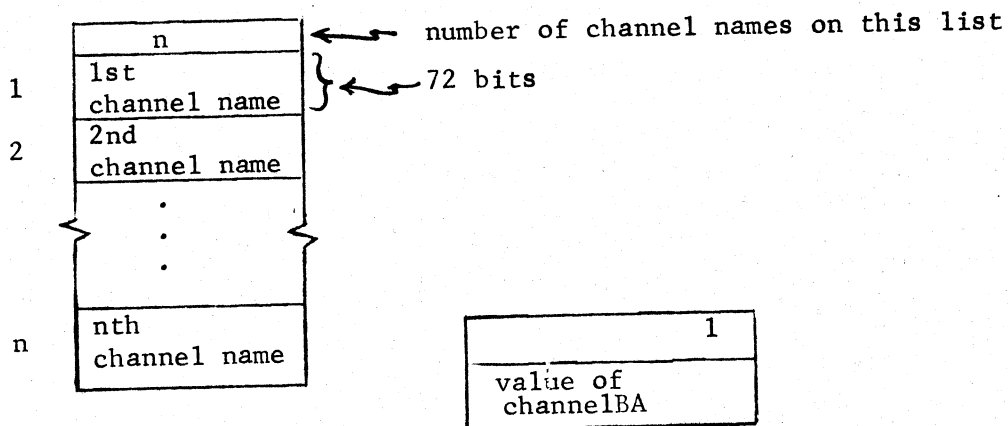 n
number of channel names on this list
1
1st
channel name
72 bits
2
2nd
channel name
.
.
.
n
nth
channel name
1
value of
channelBA